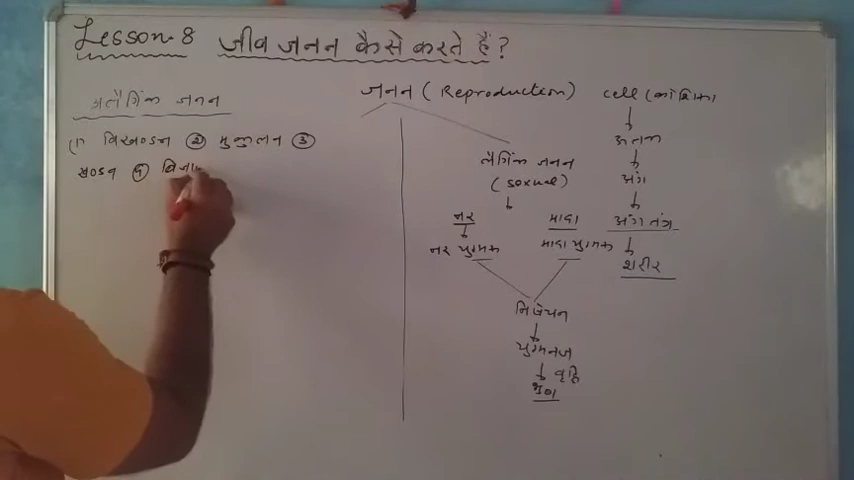 Lesson-8 जीव जनन कैसे करते हैं?
अलैगिंक जनन
(1) विखण्डन ② मुकुलन ③
खण्डन ④ बिजा
जनन (Reproduction)
लैगिंक जनन
(sexual)
नर मादा
नर युग्मक मादा युग्मक
निषेचन
युग्मनज
वृद्धि
भ्रूण
cell (कोशिका
ऊतक
अंग
अंग तंत्र
शरीर